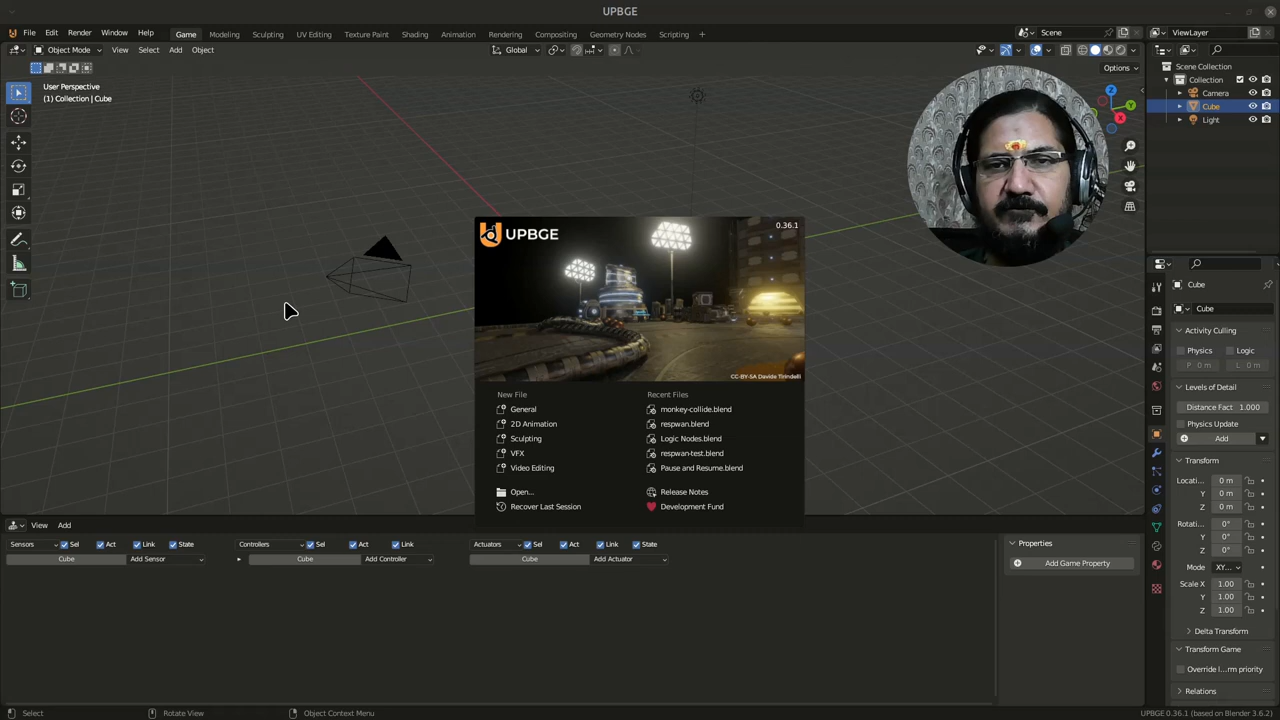 UPBGE
File Edit Render Window Help
Game Modeling Sculpting UV Editing Texture Paint Shading Animation Rendering Compositing Geometry Nodes Scripting +
Scene
ViewLayer
Object Mode View Select Add Object
Global
Options
User Perspective
(1) Collection | Cube
Z
Y
X
Scene Collection
Collection
Camera
Cube
Light
UPBGE
0.36.1
CC-BY-SA Davide Tirindelli
New File
General
2D Animation
Sculpting
VFX
Video Editing
Open...
Recover Last Session
Recent Files
monkey-collide.blend
respwan.blend
Logic Nodes.blend
respwan-test.blend
Pause and Resume.blend
Release Notes
Development Fund
Cube
Cube
Activity Culling
Physics Logic
P 0 m L 0 m
Levels of Detail
Distance Fact 1.000
Physics Update
Add
Transform
Locati... 0 m
Y 0 m
Z 0 m
Rotati... 0°
Y 0°
Z 0°
Mode XY...
Scale X 1.00
Y 1.00
Z 1.00
Delta Transform
Transform Game
Override l...rm priority
Relations
View Add
Sensors Sel Act Link State
Cube Add Sensor
Controllers Sel Act Link
Cube Add Controller
Actuators Sel Act Link State
Cube Add Actuator
Properties
Add Game Property
Select Rotate View Object Context Menu
UPBGE 0.36.1 (based on Blender 3.6.2)